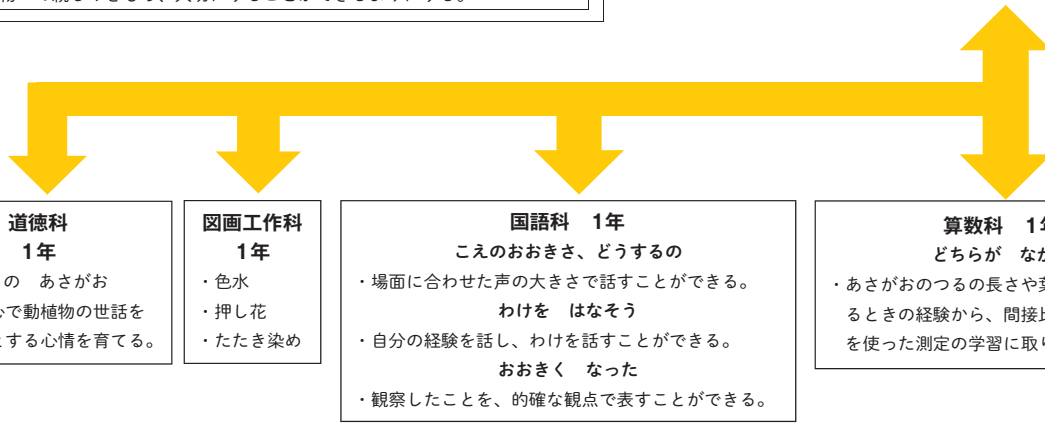 道徳科
1年
の　あさがお
で動植物の世話を
する心情を育てる。
図画工作科
1年
・色水
・押し花
・たたき染め
国語科　1年
こえのおおきさ、どうするの
・場面に合わせた声の大きさで話すことができる。
わけを　はなそう
・自分の経験を話し、わけを話すことができる。
おおきく　なった
・観察したことを、的確な観点で表すことができる。
算数科　1年
どちらが　なが
・あさがおのつるの長さや
るときの経験から、間接
を使った測定の学習に取